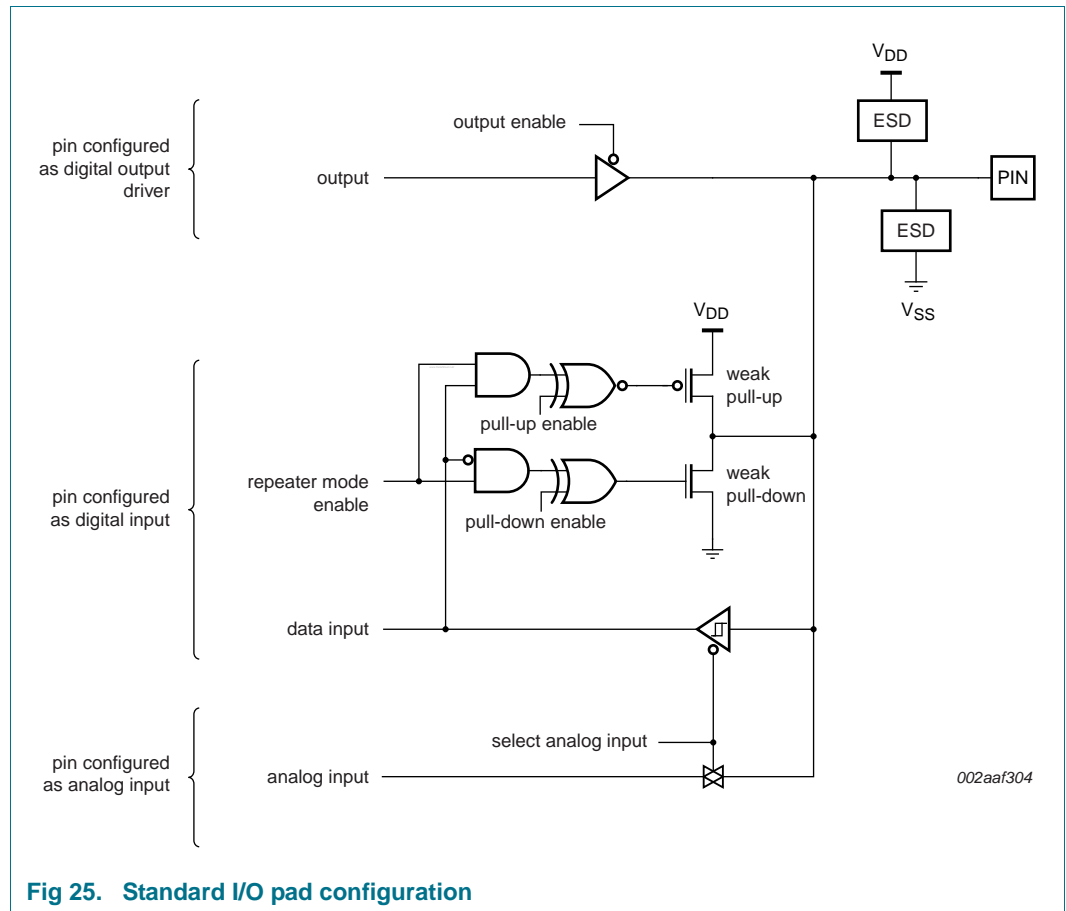 VDD
ESD
pin configured
as digital output
driver
output enable
output
PIN
ESD
VSS
VDD
weak
pull-up
pull-up enable
pin configured
as digital input
repeater mode
enable
weak
pull-down
pull-down enable
data input
select analog input
pin configured
as analog input
analog input
002aaf304
Fig 25. Standard I/O pad configuration